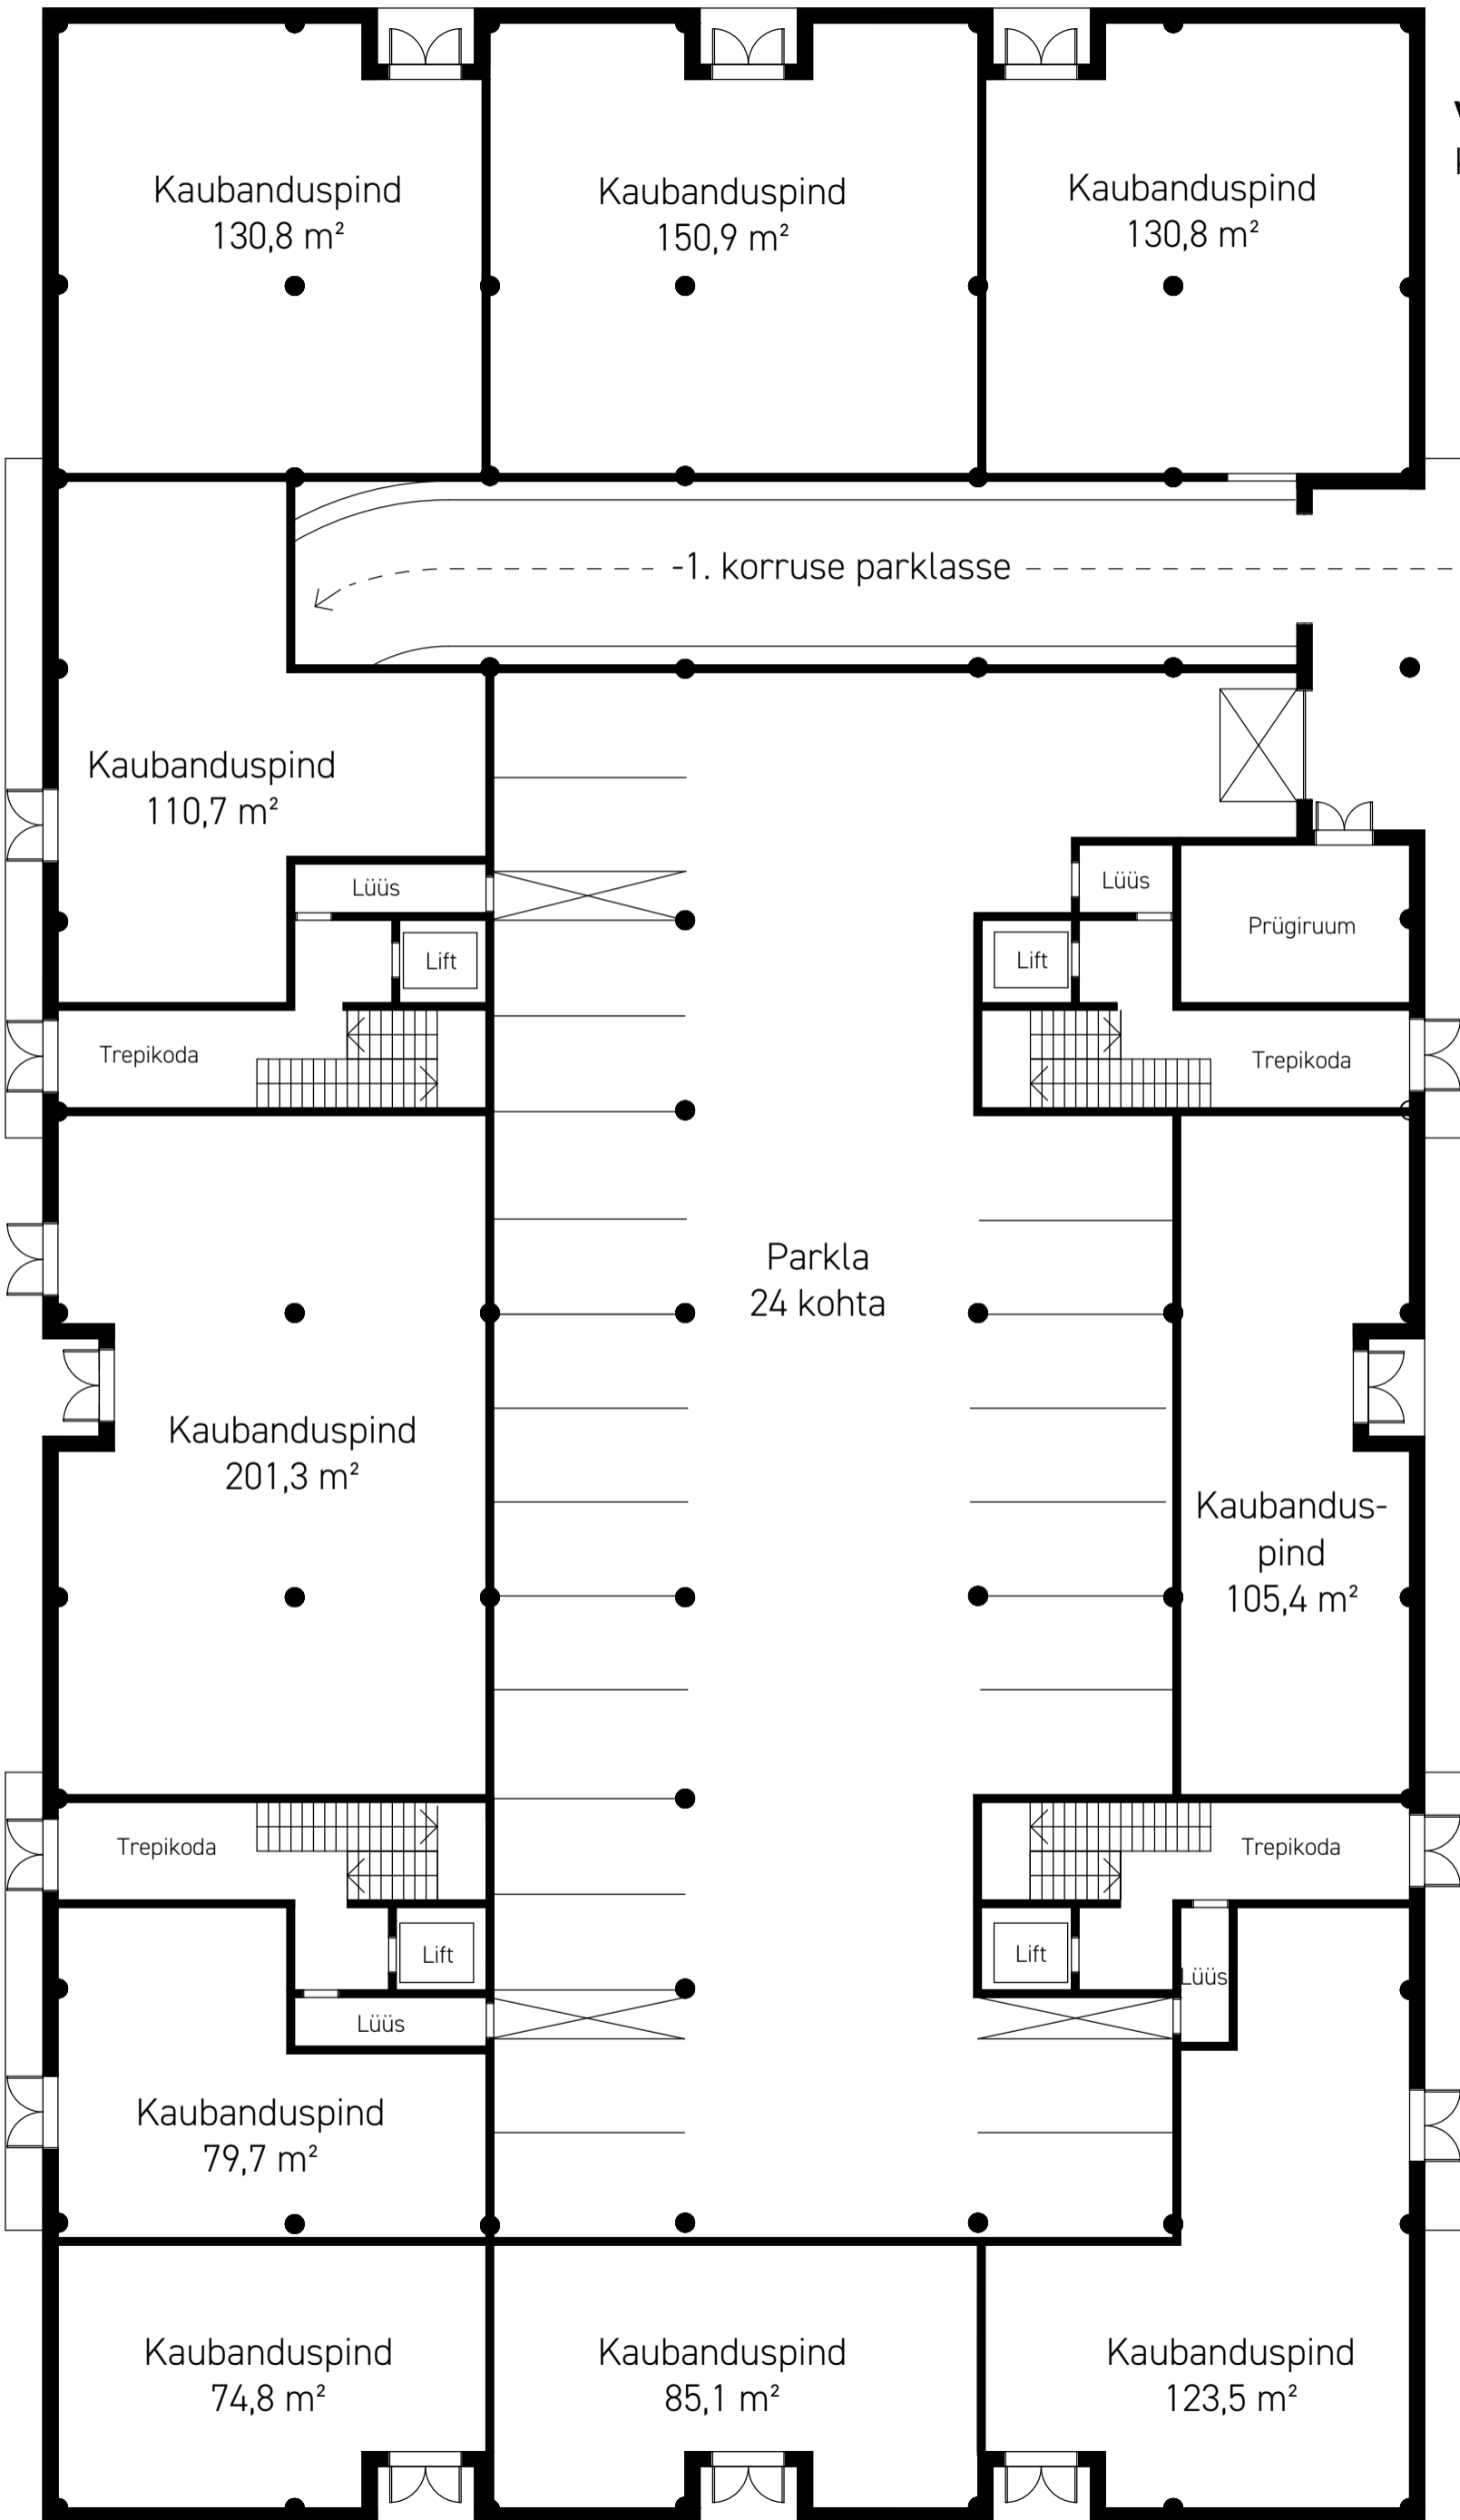 Kaubanduspind
130,8 m²
Kaubanduspind
150,9 m²
Kaubanduspind
130,8 m²
-1. korruse parklasse
Kaubanduspind
110,7 m²
Lüüs
Lift
Trepikoda
Lüüs
Prügiruum
Lift
Trepikoda
Parkla
24 kohta
Kaubanduspind
201,3 m²
Kaubandus-
pind
105,4 m²
Trepikoda
Lift
Lüüs
Trepikoda
Lift
Lüüs
Kaubanduspind
79,7 m²
Kaubanduspind
74,8 m²
Kaubanduspind
85,1 m²
Kaubanduspind
123,5 m²